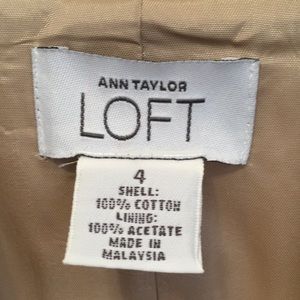 ANN TAYLOR
LOFT
4
SHELL:
100% COTTON
LINING:
100% ACETATE
MADE IN
MALAYSIA